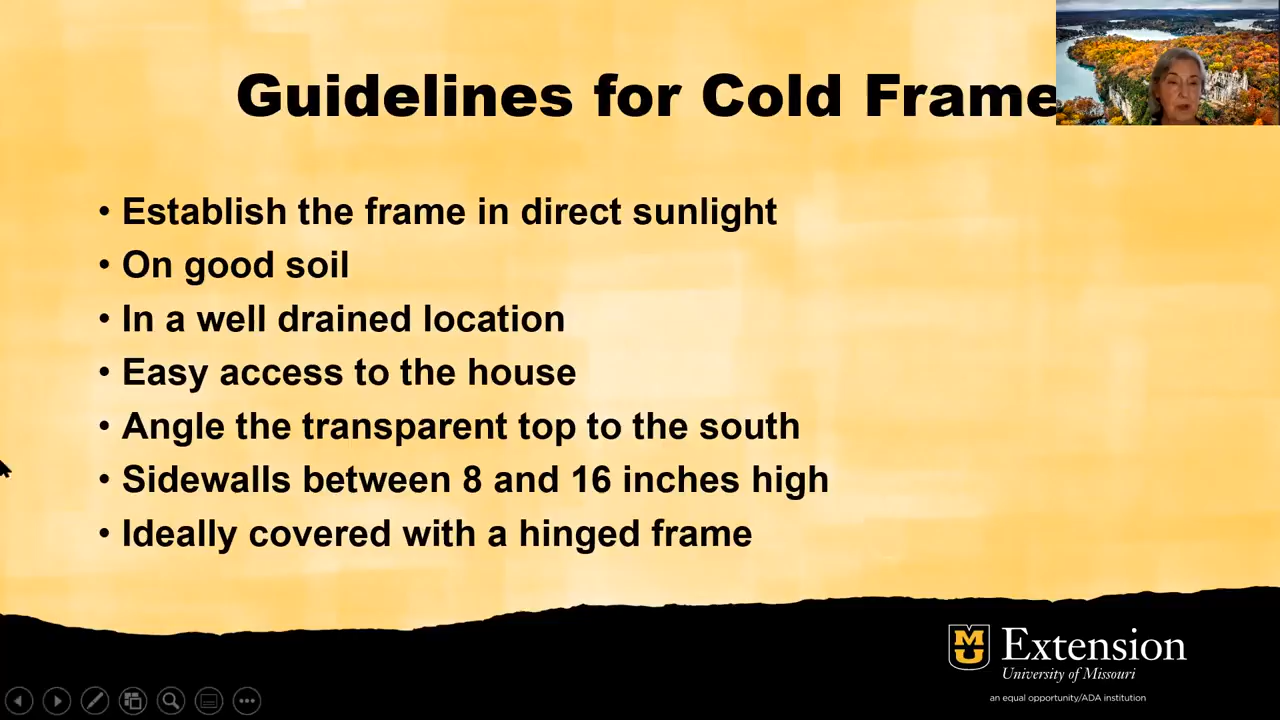 Guidelines for Cold Frame
• Establish the frame in direct sunlight
• On good soil
• In a well drained location
• Easy access to the house
• Angle the transparent top to the south
• Sidewalls between 8 and 16 inches high
• Ideally covered with a hinged frame
MU Extension
University of Missouri
an equal opportunity/ADA institution